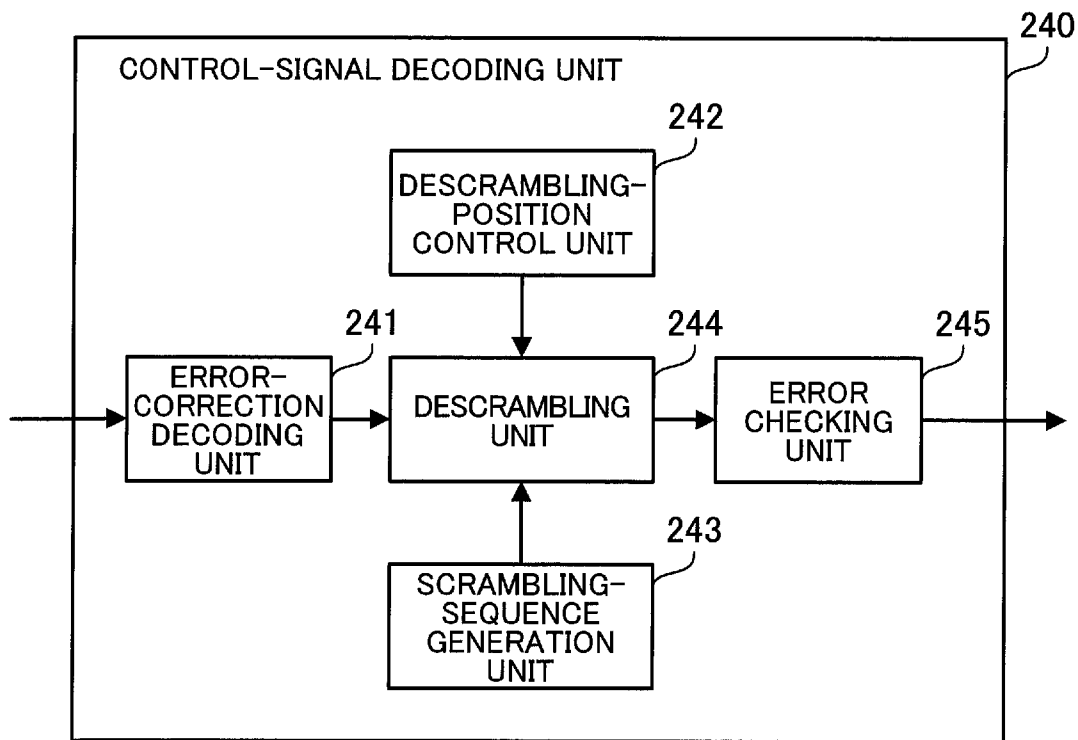 240
CONTROL-SIGNAL DECODING UNIT
242
DESCRAMBLING-
POSITION
CONTROL UNIT
241
ERROR-
CORRECTION
DECODING
UNIT
244
DESCRAMBLING
UNIT
245
ERROR
CHECKING
UNIT
243
SCRAMBLING-
SEQUENCE
GENERATION
UNIT